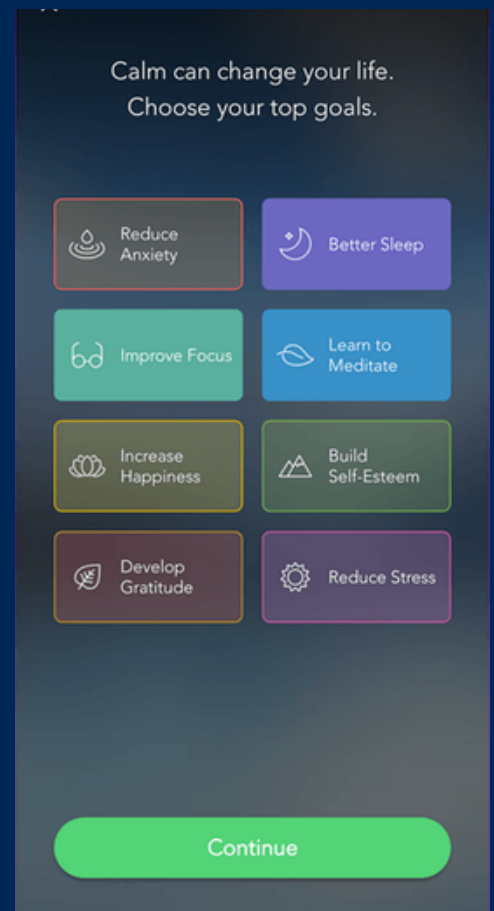 Calm can change your life.
Choose your top goals.
Reduce
Anxiety
Better Sleep
Improve Focus
Learn to
Meditate
Increase
Happiness
Build
Self-Esteem
Develop
Gratitude
Reduce Stress
Continue